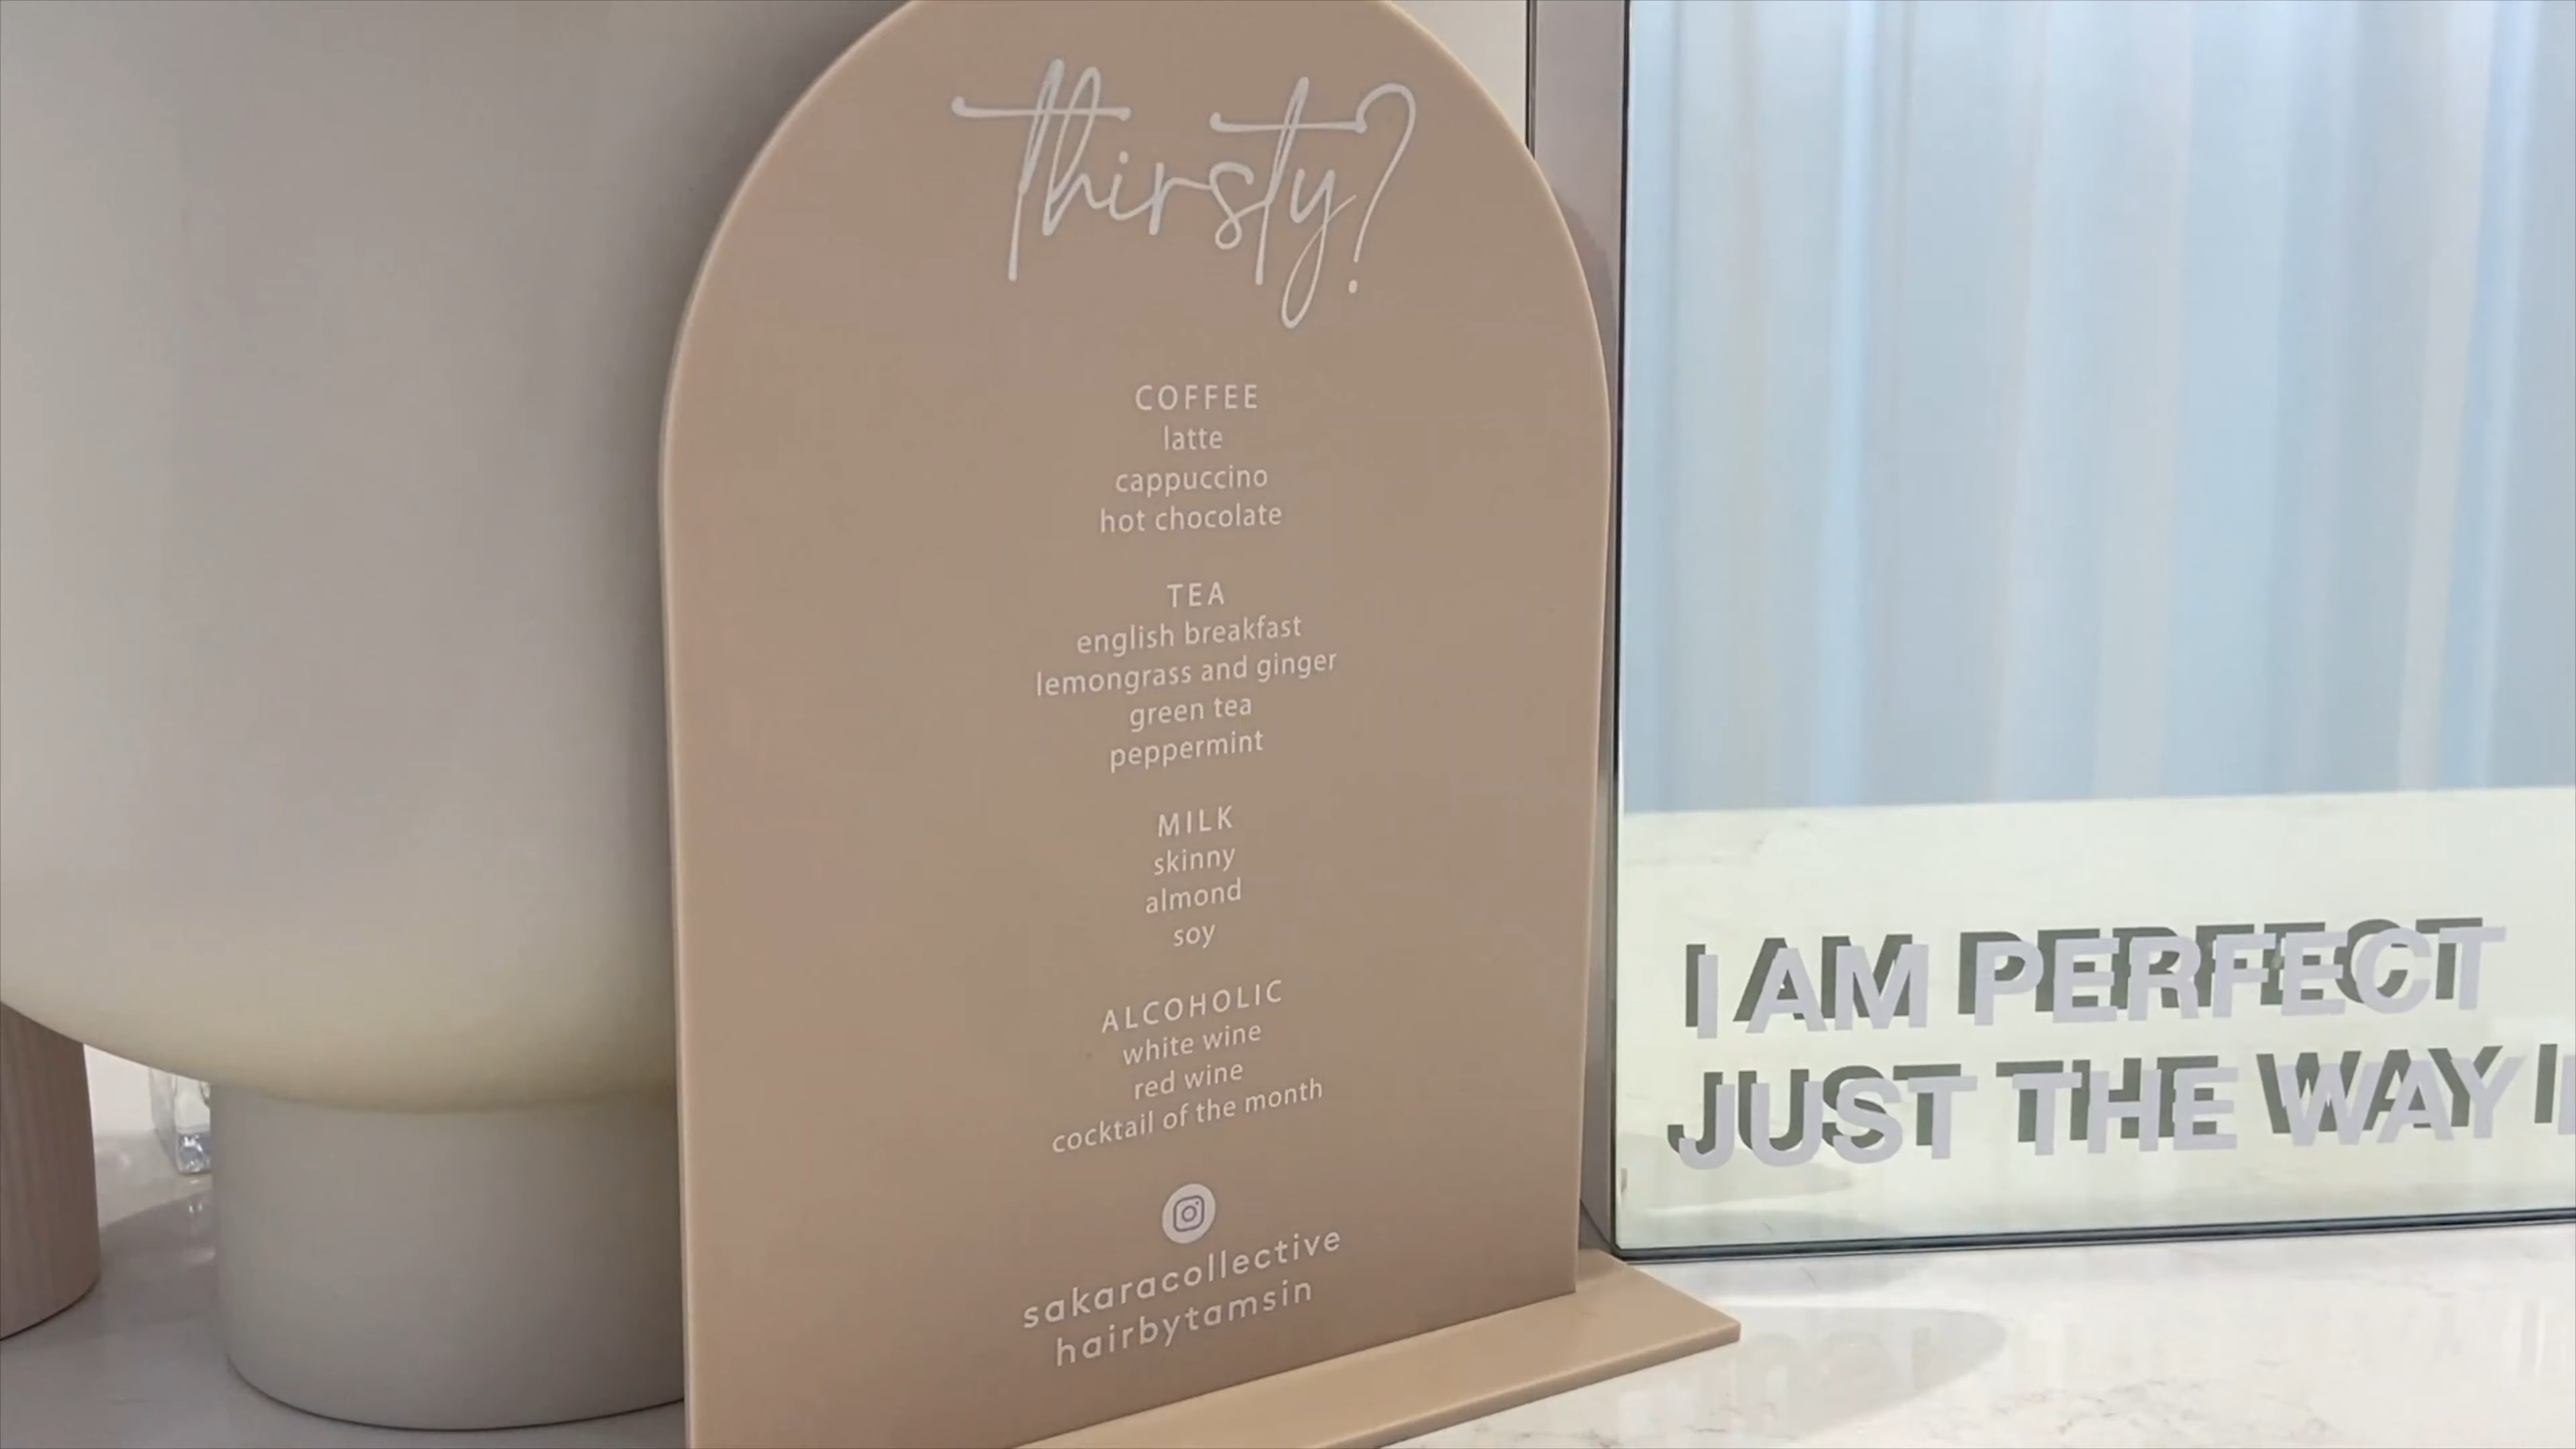 thirsty?
COFFEE
latte
cappuccino
hot chocolate
TEA
english breakfast
lemongrass and ginger
green tea
peppermint
MILK
skinny
almond
soy
ALCOHOLIC
white wine
red wine
cocktail of the month
sakaracollective
hairbytamsin
I AM PERFECT
JUST THE WAY I